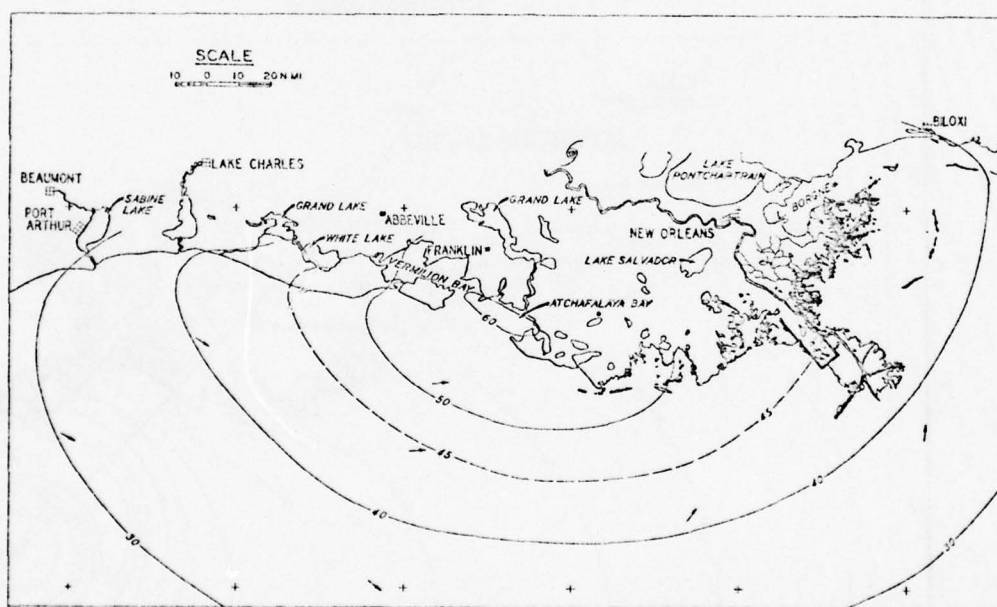 SCALE
10 0 10 20 N MI
BILOXI
42
LAKE CHARLES
BEAUMONT
SABINE
LAKE
PORT
ARTHUR
GRAND LAKE
ABBEVILLE
GRAND LAKE
LAKE
PONTCHARTRAIN
NEW ORLEANS
WHITE LAKE
FRANKLIN
LAKE SALVADOR
VERMILION BAY
ATCHAFALAYA BAY
60
50
45
45
40
40
30
30